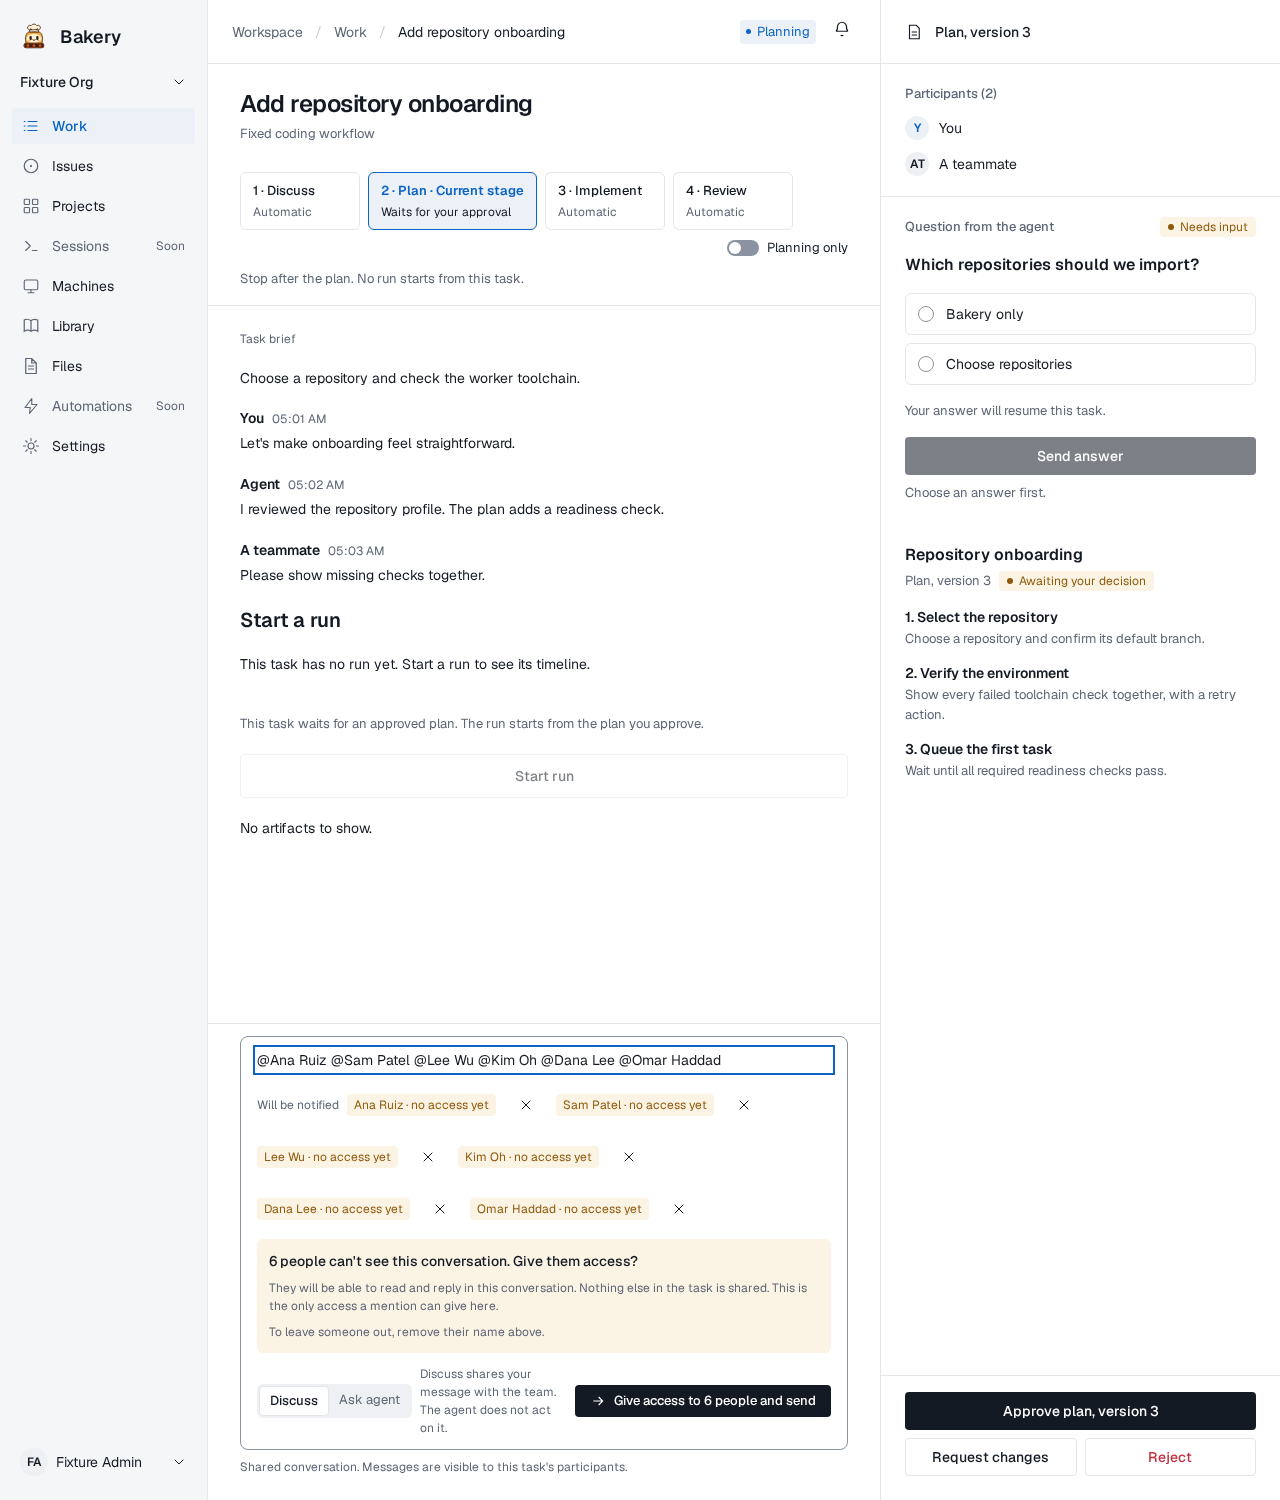 Bakery
Fixture Org
Work
Issues
Projects
Sessions Soon
Machines
Library
Files
Automations Soon
Settings
FA Fixture Admin
Workspace / Work / Add repository onboarding
Planning
Add repository onboarding
Fixed coding workflow
1 · Discuss
Automatic
2 · Plan · Current stage
Waits for your approval
3 · Implement
Automatic
4 · Review
Automatic
Planning only
Stop after the plan. No run starts from this task.
Task brief
Choose a repository and check the worker toolchain.
You 05:01 AM
Let's make onboarding feel straightforward.
Agent 05:02 AM
I reviewed the repository profile. The plan adds a readiness check.
A teammate 05:03 AM
Please show missing checks together.
Start a run
This task has no run yet. Start a run to see its timeline.
This task waits for an approved plan. The run starts from the plan you approve.
Start run
No artifacts to show.
@Ana Ruiz @Sam Patel @Lee Wu @Kim Oh @Dana Lee @Omar Haddad
Will be notified Ana Ruiz · no access yet Sam Patel · no access yet
Lee Wu · no access yet Kim Oh · no access yet
Dana Lee · no access yet Omar Haddad · no access yet
6 people can't see this conversation. Give them access?
They will be able to read and reply in this conversation. Nothing else in the task is shared. This is
the only access a mention can give here.
To leave someone out, remove their name above.
Discuss Ask agent
Discuss shares your
message with the team.
The agent does not act
on it.
Give access to 6 people and send
Shared conversation. Messages are visible to this task's participants.
Plan, version 3
Participants (2)
Y You
AT A teammate
Question from the agent Needs input
Which repositories should we import?
Bakery only
Choose repositories
Your answer will resume this task.
Send answer
Choose an answer first.
Repository onboarding
Plan, version 3 Awaiting your decision
1. Select the repository
Choose a repository and confirm its default branch.
2. Verify the environment
Show every failed toolchain check together, with a retry
action.
3. Queue the first task
Wait until all required readiness checks pass.
Approve plan, version 3
Request changes Reject